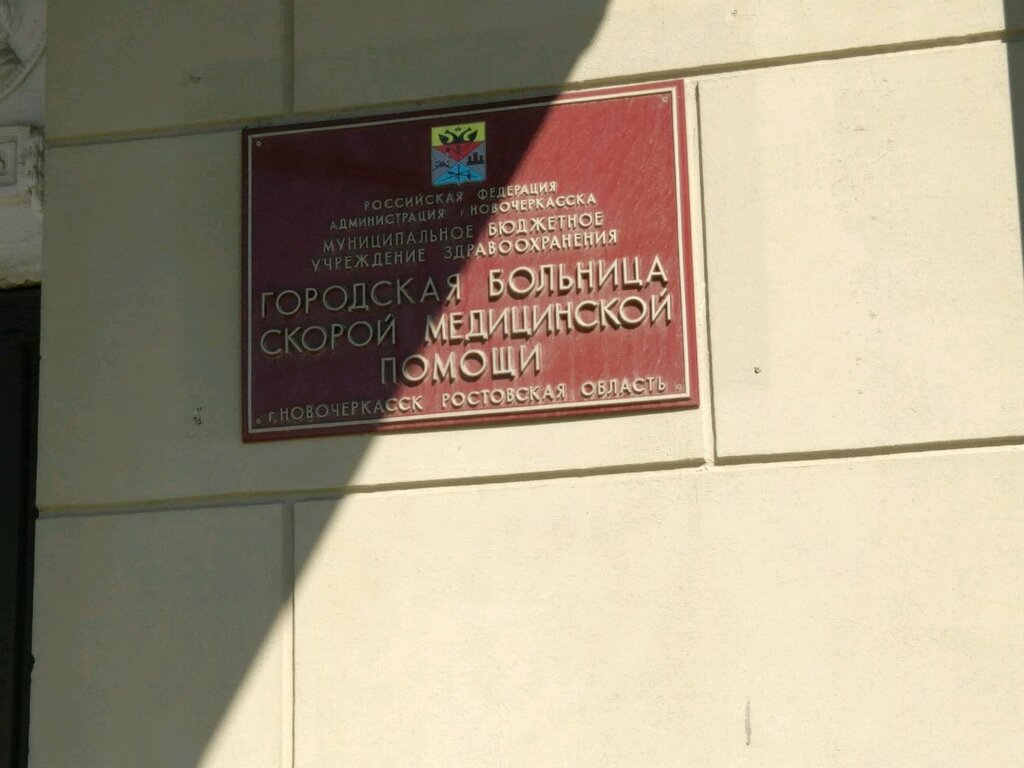 РОССИЙСКАЯ ФЕДЕРАЦИЯ
АДМИНИСТРАЦИЯ г.НОВОЧЕРКАССКА
МУНИЦИПАЛЬНОЕ БЮДЖЕТНОЕ
УЧРЕЖДЕНИЕ ЗДРАВООХРАНЕНИЯ
ГОРОДСКАЯ БОЛЬНИЦА
СКОРОЙ МЕДИЦИНСКОЙ
ПОМОЩИ
г.НОВОЧЕРКАССК РОСТОВСКАЯ ОБЛАСТЬ